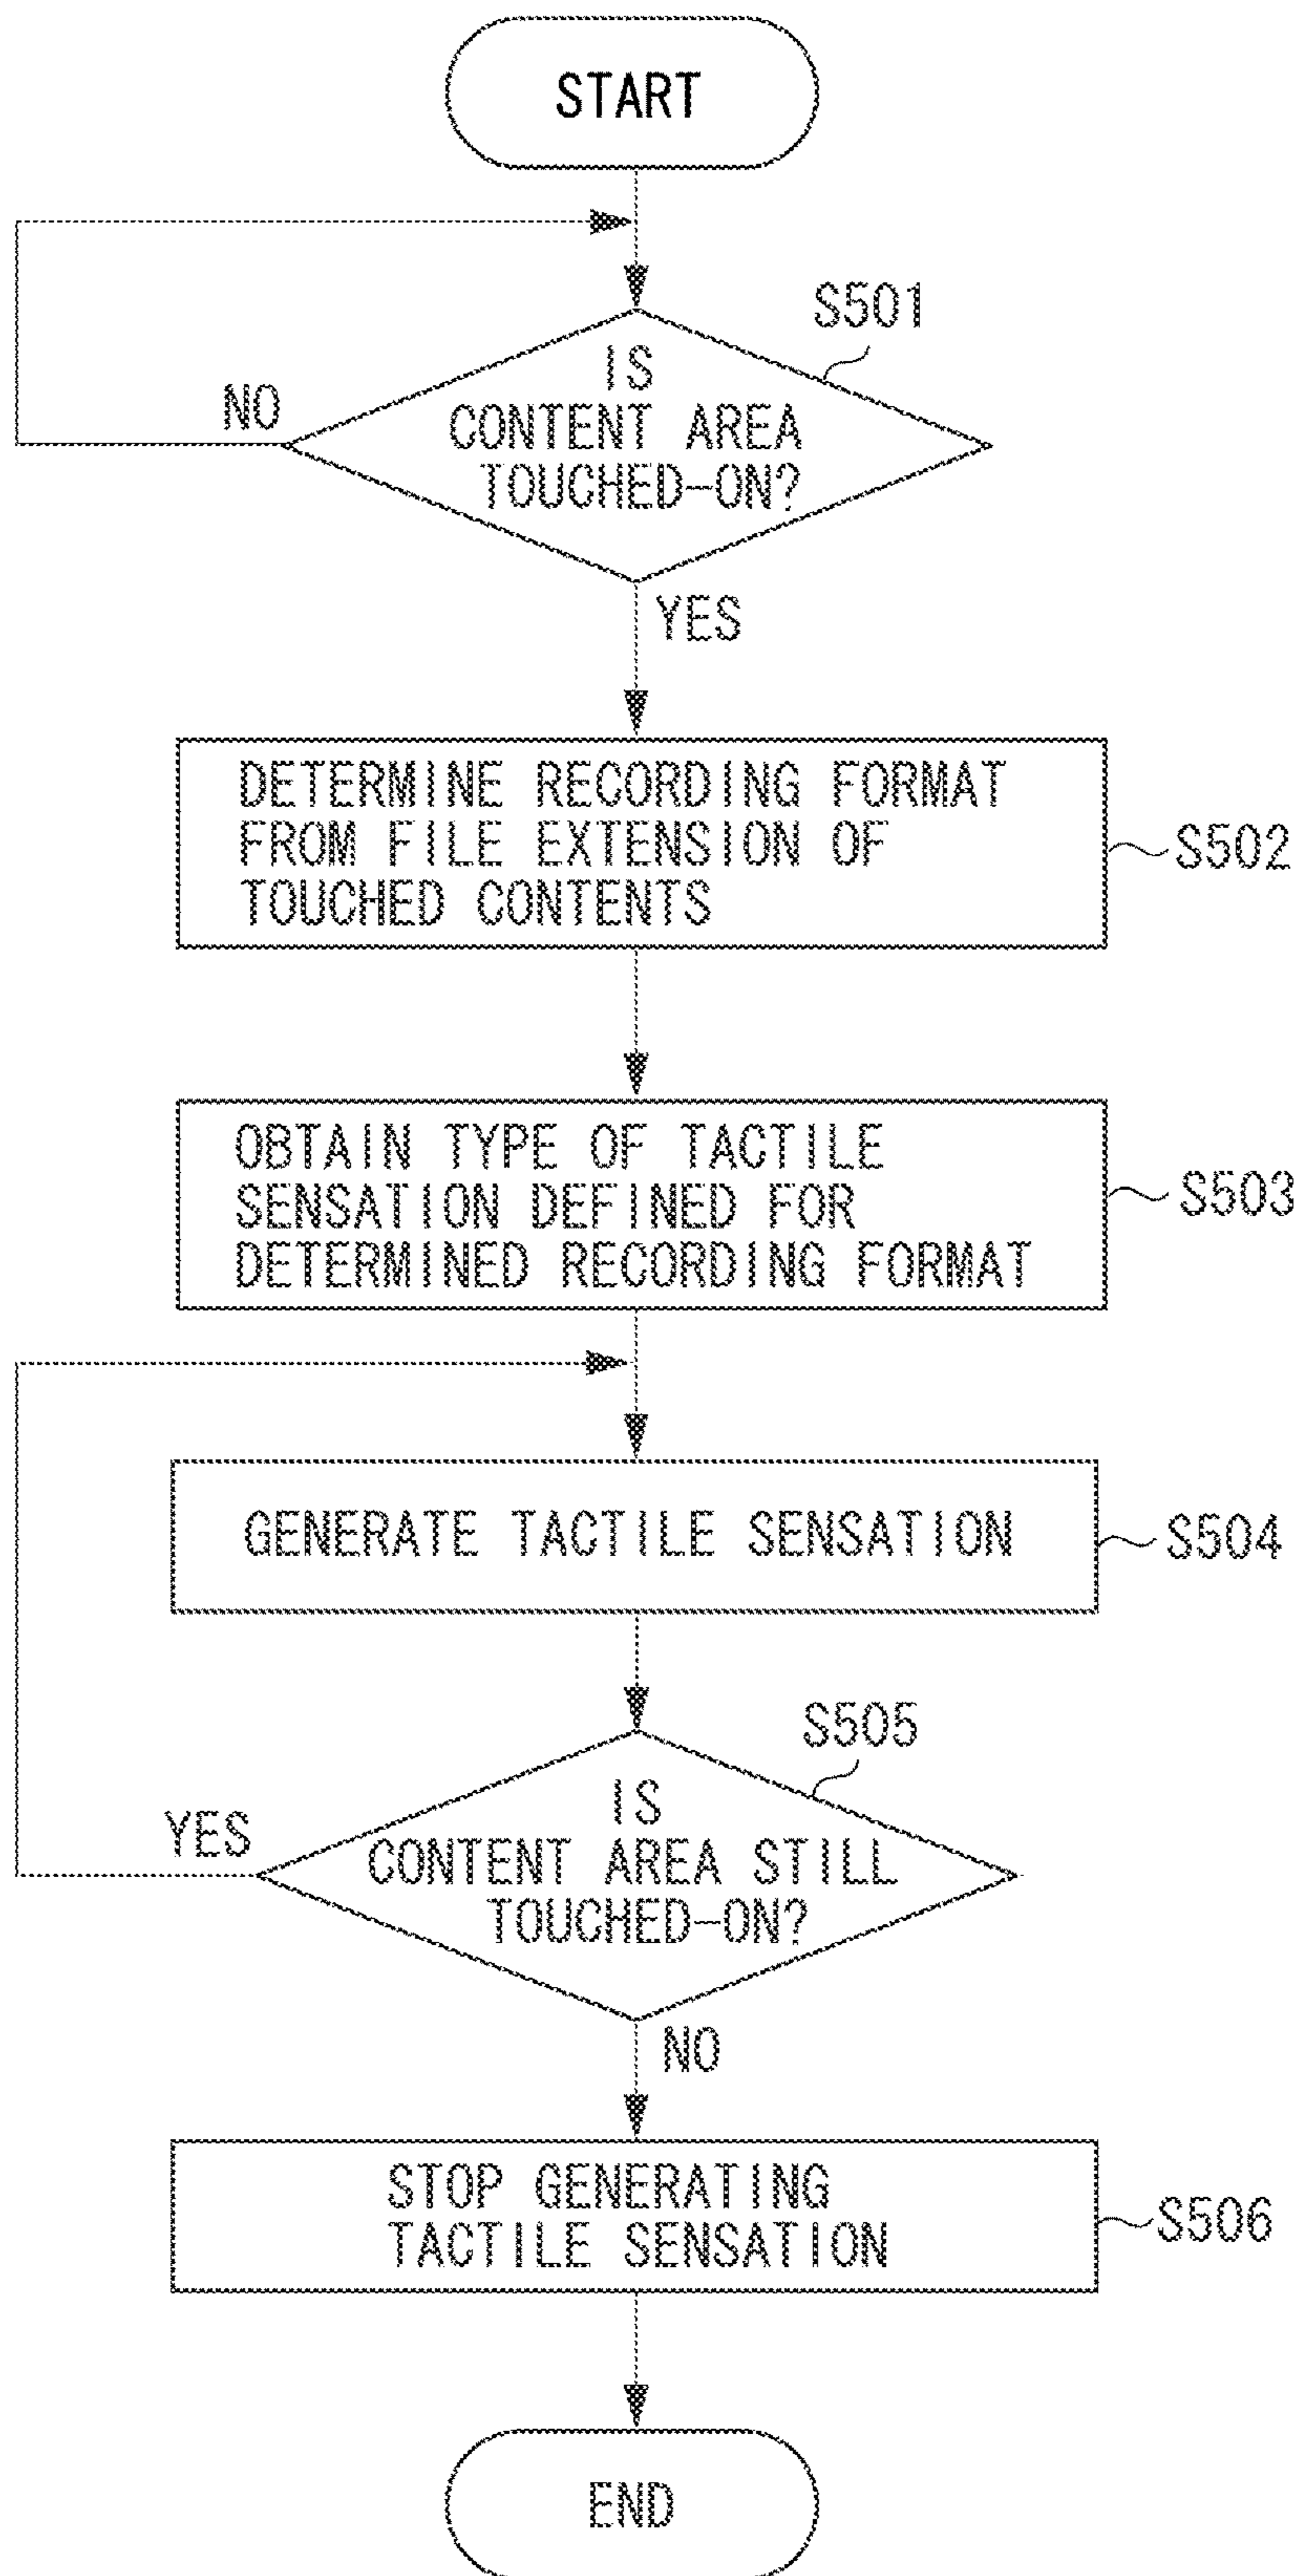 START
S501
IS
CONTENT AREA
TOUCHED-ON?
NO
YES
DETERMINE RECORDING FORMAT
FROM FILE EXTENSION OF
TOUCHED CONTENTS
S502
OBTAIN TYPE OF TACTILE
SENSATION DEFINED FOR
DETERMINED RECORDING FORMAT
S503
GENERATE TACTILE SENSATION
S504
S505
IS
CONTENT AREA STILL
TOUCHED-ON?
YES
NO
STOP GENERATING
TACTILE SENSATION
S506
END